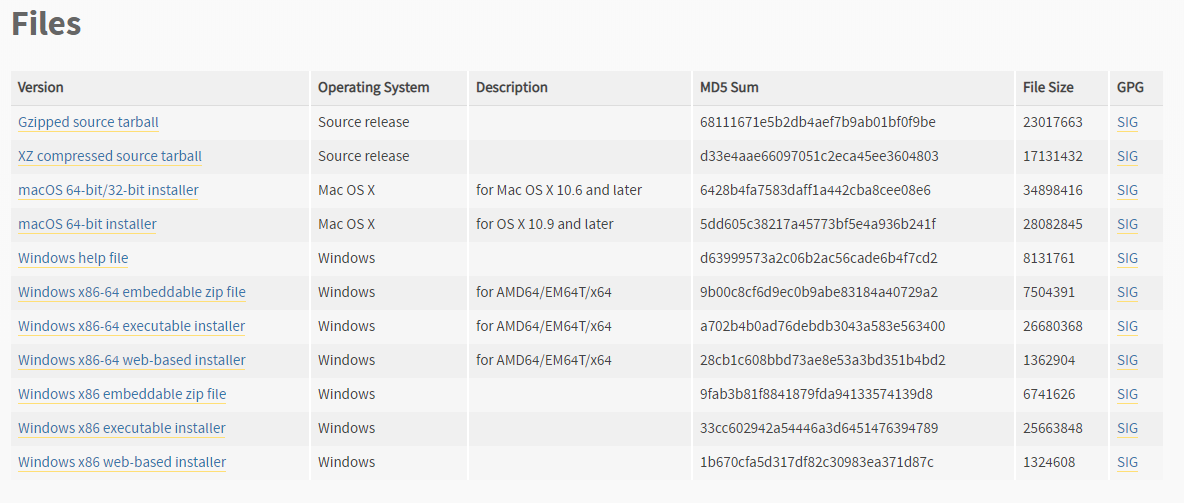 Files
Version Operating System Description MD5 Sum File Size GPG
Gzipped source tarball Source release 68111671e5b2db4aef7b9ab01bf0f9be 23017663 SIG
XZ compressed source tarball Source release d33e4aae66097051c2eca45ee3604803 17131432 SIG
macOS 64-bit/32-bit installer Mac OS X for Mac OS X 10.6 and later 6428b4fa7583daff1a442cba8cee08e6 34898416 SIG
macOS 64-bit installer Mac OS X for OS X 10.9 and later 5dd605c38217a45773bf5e4a936b241f 28082845 SIG
Windows help file Windows d63999573a2c06b2ac56cade6b4f7cd2 8131761 SIG
Windows x86-64 embeddable zip file Windows for AMD64/EM64T/x64 9b00c8cf6d9ec0b9abe83184a40729a2 7504391 SIG
Windows x86-64 executable installer Windows for AMD64/EM64T/x64 a702b4b0ad76debdb3043a583e563400 26680368 SIG
Windows x86-64 web-based installer Windows for AMD64/EM64T/x64 28cb1c608bbd73ae8e53a3bd351b4bd2 1362904 SIG
Windows x86 embeddable zip file Windows 9fab3b81f8841879fda94133574139d8 6741626 SIG
Windows x86 executable installer Windows 33cc602942a54446a3d6451476394789 25663848 SIG
Windows x86 web-based installer Windows 1b670cfa5d317df82c30983ea371d87c 1324608 SIG